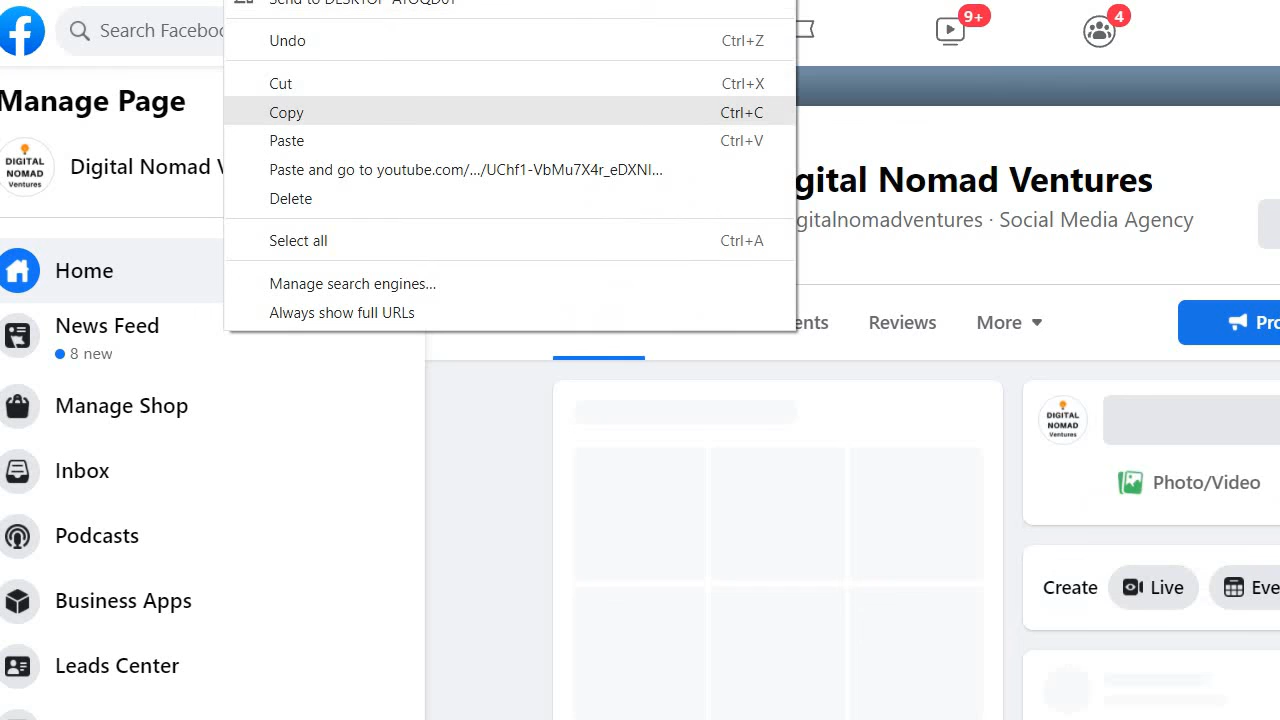 Search Facebo
Manage Page
DIGITAL
NOMAD
Ventures
Digital Nomad
Home
News Feed
8 new
Manage Shop
Inbox
Podcasts
Business Apps
Leads Center
Undo Ctrl+Z
Cut Ctrl+X
Copy Ctrl+C
Paste Ctrl+V
Paste and go to youtube.com/.../UChf1-VbMu7X4r_eDXNI...
Delete
Select all Ctrl+A
Manage search engines...
Always show full URLs
9+
4
gital Nomad Ventures
gitalnomadventures · Social Media Agency
ents Reviews More
Pro
DIGITAL
NOMAD
Ventures
Photo/Video
Create Live Eve